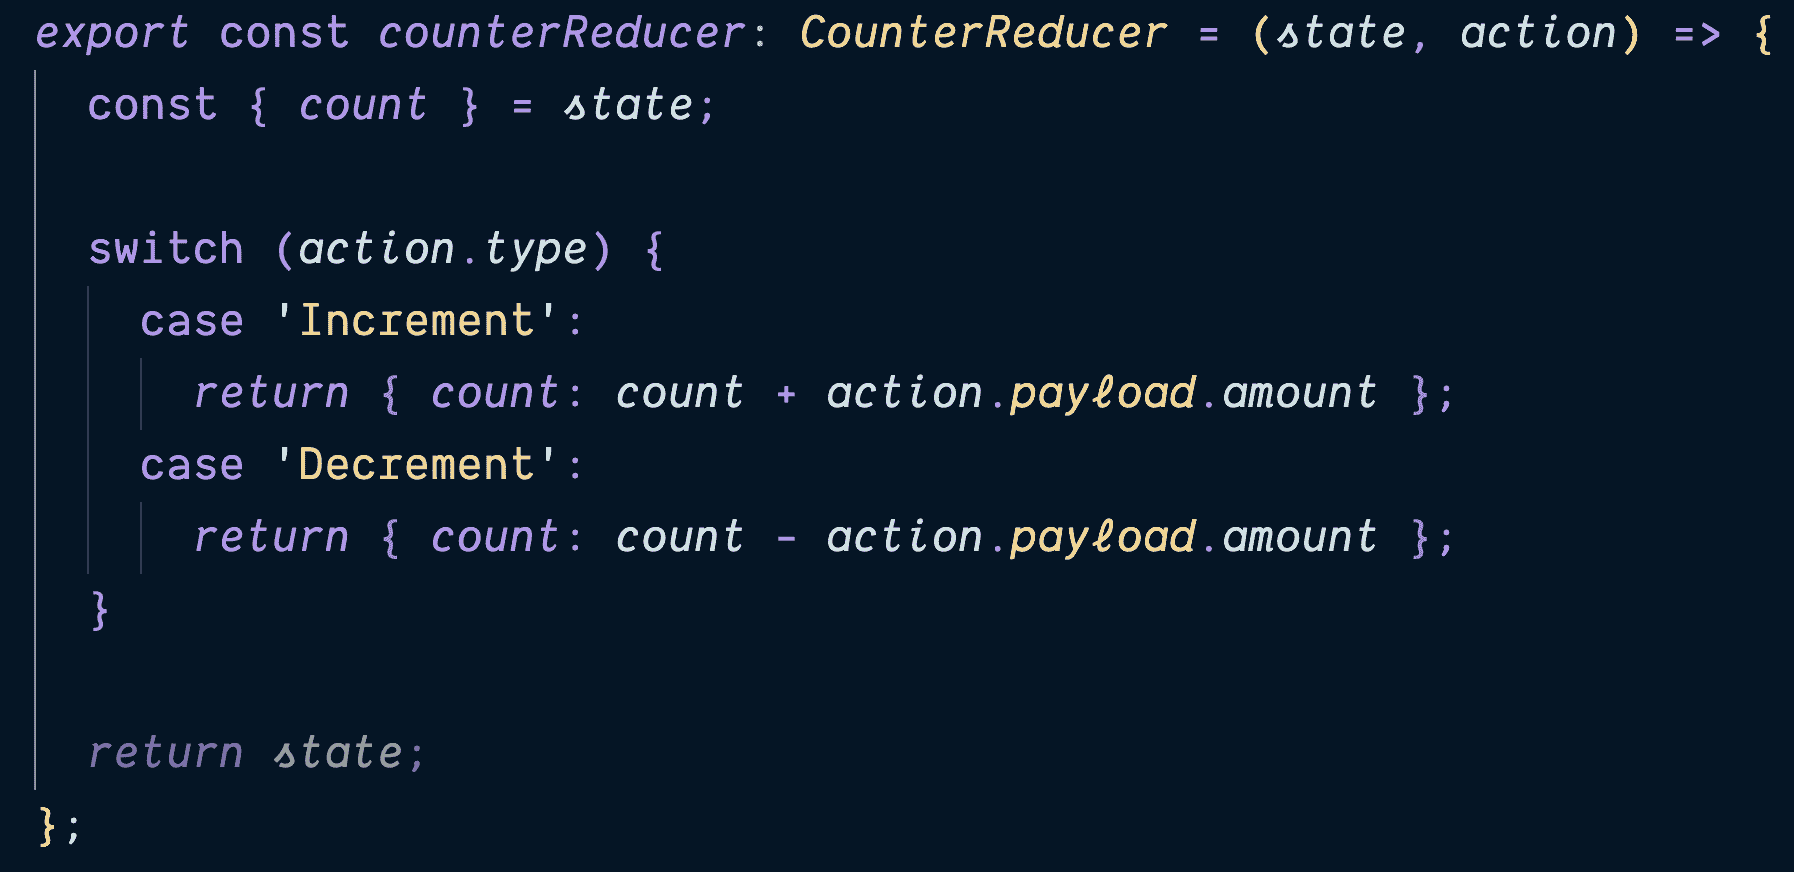 export const counterReducer: CounterReducer = (state, action) => {
const { count } = state;
switch (action.type) {
case 'Increment':
return { count: count + action.payload.amount };
case 'Decrement':
return { count: count - action.payload.amount };
}
return state;
};